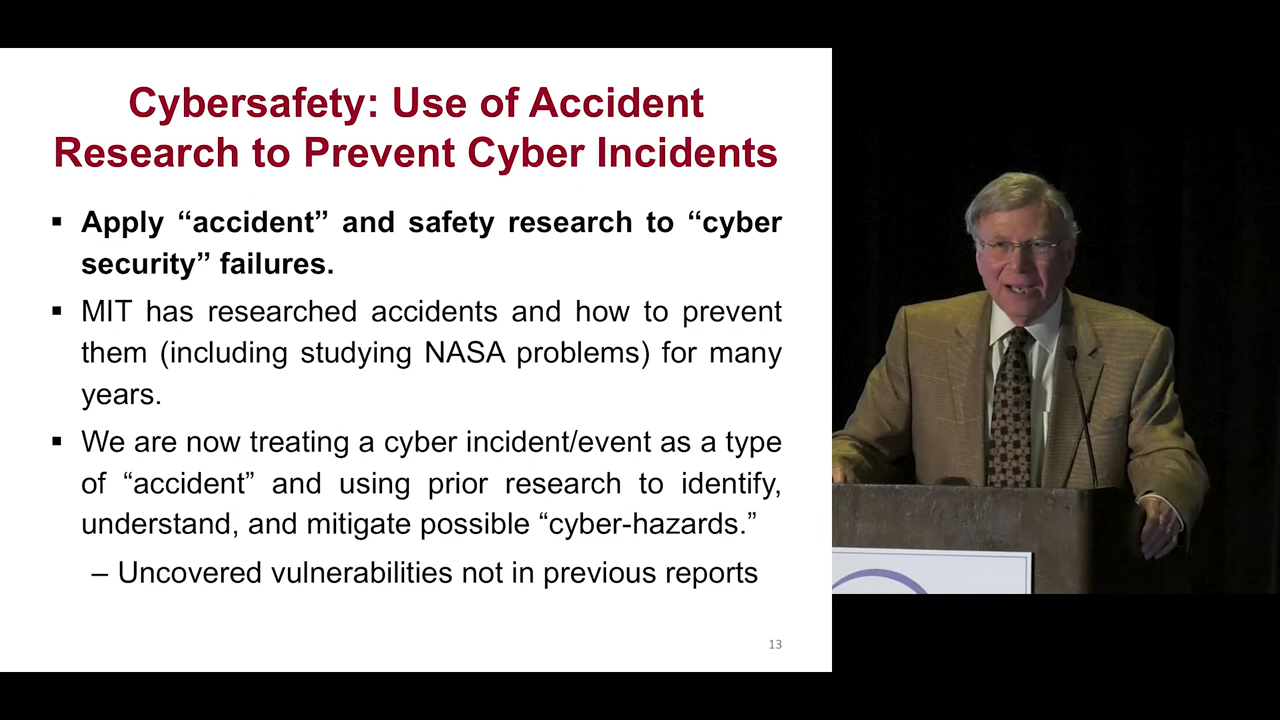 Cybersafety: Use of Accident
Research to Prevent Cyber Incidents
▪ Apply “accident” and safety research to “cyber
security” failures.
▪ MIT has researched accidents and how to prevent
them (including studying NASA problems) for many
years.
▪ We are now treating a cyber incident/event as a type
of “accident” and using prior research to identify,
understand, and mitigate possible “cyber-hazards.”
– Uncovered vulnerabilities not in previous reports
13